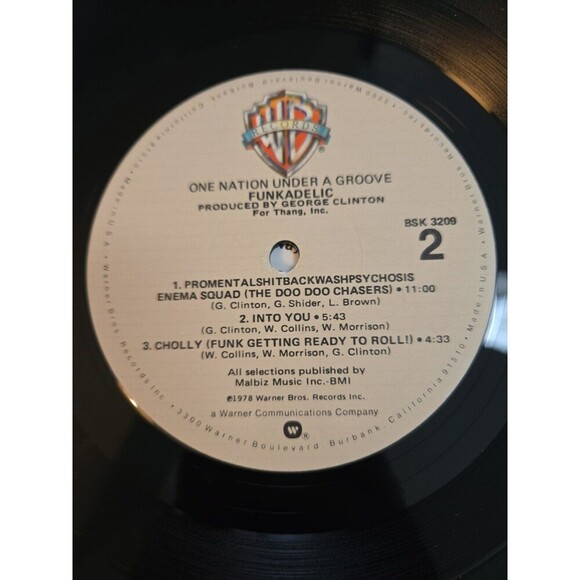 WB
RECORDS
®
ONE NATION UNDER A GROOVE
FUNKADELIC
PRODUCED BY GEORGE CLINTON
For Thang, Inc.
BSK 3209
2
1. PROMENTALSHITBACKWASHPSYCHOSIS
ENEMA SQUAD (THE DOO DOO CHASERS) • 11:00
(G. Clinton, G. Shider, L. Brown)
2. INTO YOU • 5:43
(G. Clinton, W. Collins, W. Morrison)
3. CHOLLY (FUNK GETTING READY TO ROLL!) • 4:33
(W. Collins, W. Morrison, G. Clinton)
All selections published by
Malbiz Music Inc.-BMI
℗1978 Warner Bros. Records Inc.
a Warner Communications Company
W®
Warner Bros. Records Inc. • 3300 Warner Boulevard Burbank, California 91510 • Made in U.S.A.